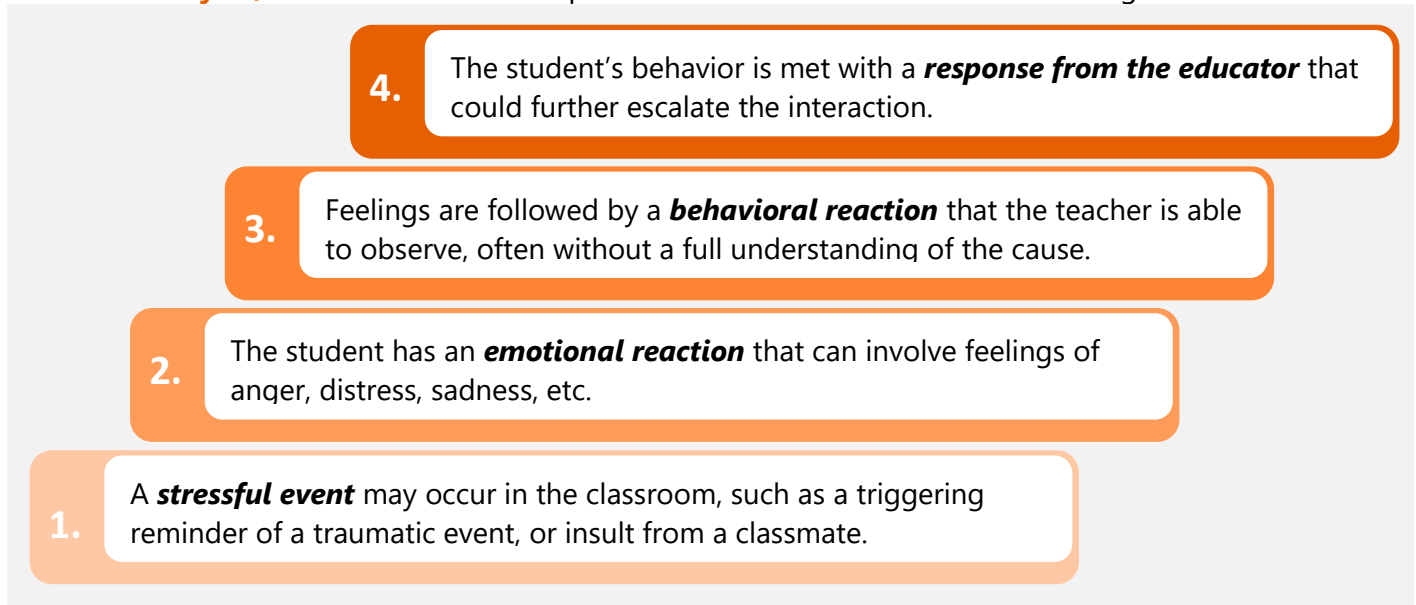 4.
The student’s behavior is met with a response from the educator that
could further escalate the interaction.
3.
Feelings are followed by a behavioral reaction that the teacher is able
to observe, often without a full understanding of the cause.
2.
The student has an emotional reaction that can involve feelings of
anger, distress, sadness, etc.
1.
A stressful event may occur in the classroom, such as a triggering
reminder of a traumatic event, or insult from a classmate.